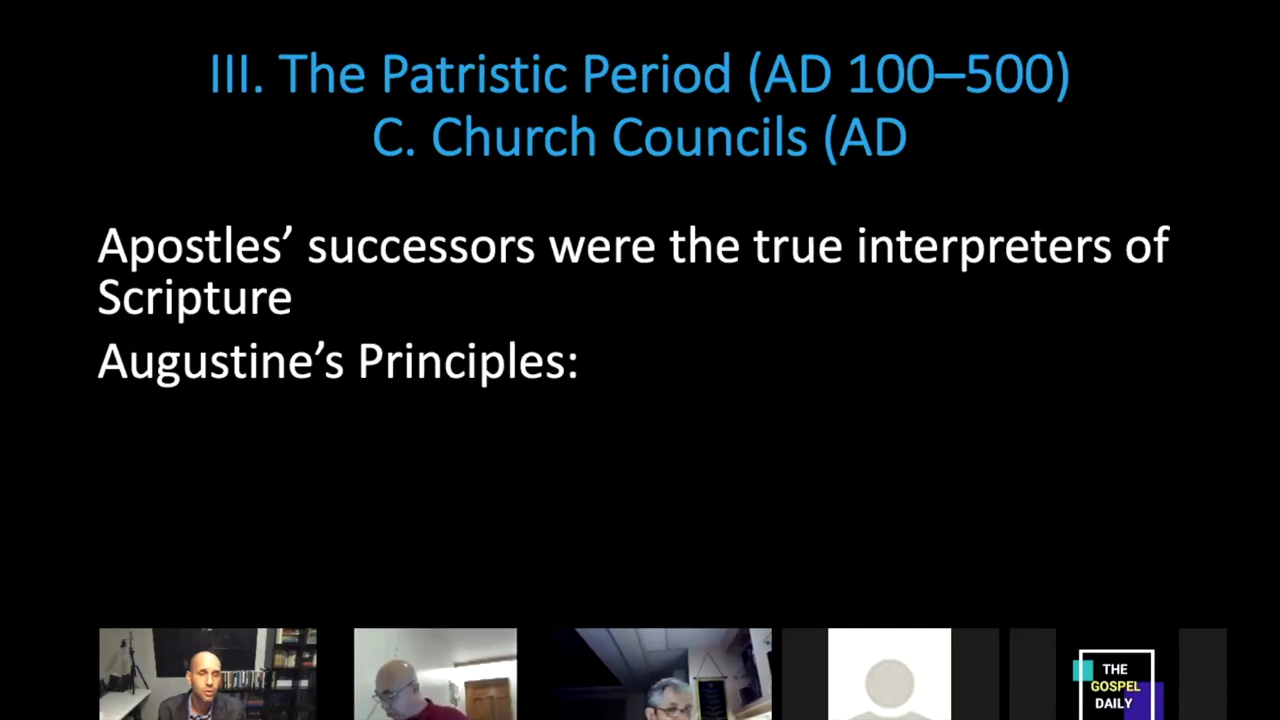 III. The Patristic Period (AD 100–500)
C. Church Councils (AD
Apostles’ successors were the true interpreters of
Scripture
Augustine’s Principles:
THE
GOSPEL
DAILY